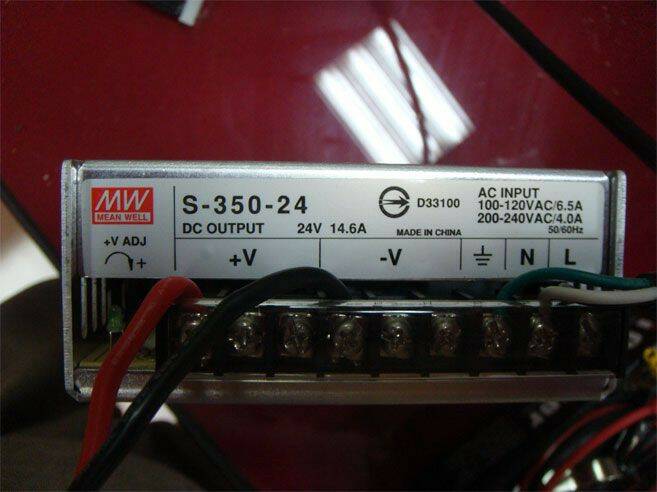 MW
MEAN WELL
S-350-24
DC OUTPUT 24V 14.6A
D33100
MADE IN CHINA
AC INPUT
100-120VAC/6.5A
200-240VAC/4.0A
50/60Hz
+V ADJ
+
+V
-V
N
L